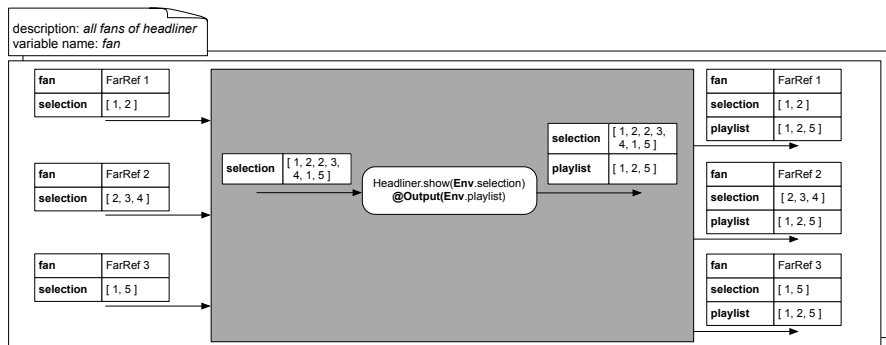 description: all fans of headliner
variable name: fan
fan FarRef 1
selection [ 1, 2 ]
fan FarRef 2
selection [ 2, 3, 4 ]
fan FarRef 3
selection [ 1, 5 ]
selection [ 1, 2, 2, 3,
4, 1, 5 ]
Headliner.show(Env.selection)
@Output(Env.playlist)
selection [ 1, 2, 2, 3,
4, 1, 5 ]
playlist [ 1, 2, 5 ]
fan FarRef 1
selection [ 1, 2 ]
playlist [ 1, 2, 5 ]
fan FarRef 2
selection [ 2, 3, 4 ]
playlist [ 1, 2, 5 ]
fan FarRef 3
selection [ 1, 5 ]
playlist [ 1, 2, 5 ]